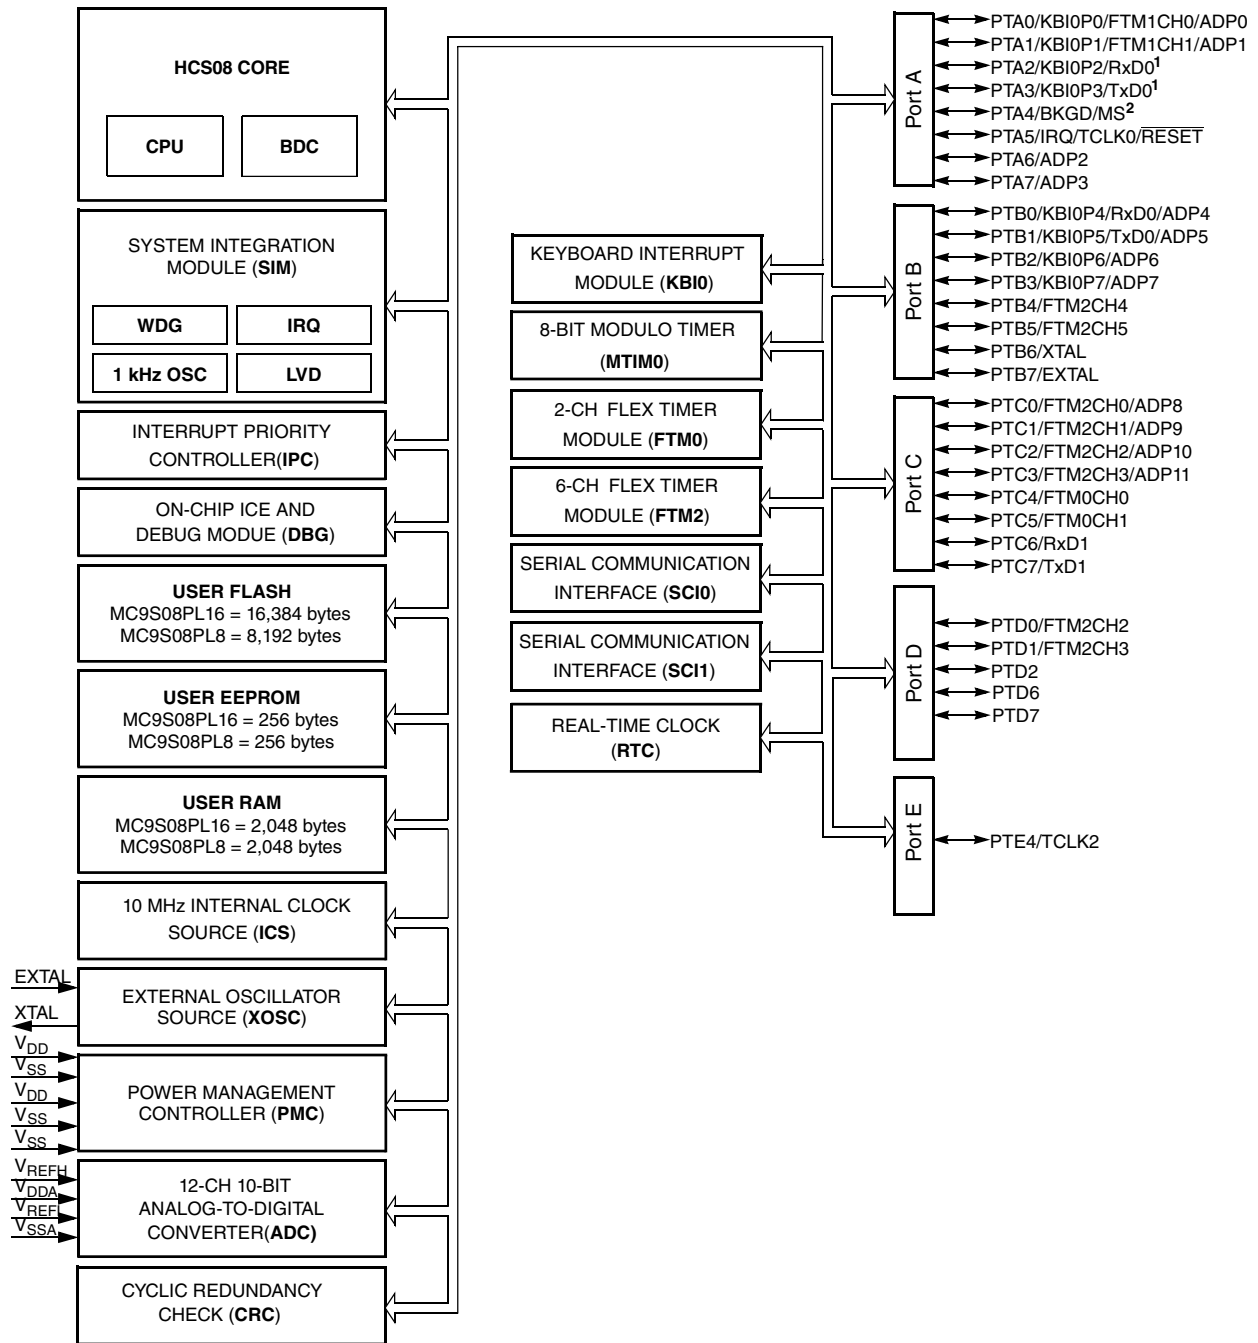 HCS08 CORE
CPU
BDC
SYSTEM INTEGRATION
MODULE (SIM)
WDG
IRQ
1 kHz OSC
LVD
INTERRUPT PRIORITY
CONTROLLER(IPC)
ON-CHIP ICE AND
DEBUG MODUE (DBG)
USER FLASH
MC9S08PL16 = 16,384 bytes
MC9S08PL8 = 8,192 bytes
USER EEPROM
MC9S08PL16 = 256 bytes
MC9S08PL8 = 256 bytes
USER RAM
MC9S08PL16 = 2,048 bytes
MC9S08PL8 = 2,048 bytes
10 MHz INTERNAL CLOCK
SOURCE (ICS)
EXTAL
XTAL
EXTERNAL OSCILLATOR
SOURCE (XOSC)
VDD
VSS
VDD
VSS
VSS
POWER MANAGEMENT
CONTROLLER (PMC)
VREFH
VDDA
VREFL
VSSA
12-CH 10-BIT
ANALOG-TO-DIGITAL
CONVERTER(ADC)
CYCLIC REDUNDANCY
CHECK (CRC)
KEYBOARD INTERRUPT
MODULE (KBI0)
8-BIT MODULO TIMER
(MTIM0)
2-CH FLEX TIMER
MODULE (FTM0)
6-CH FLEX TIMER
MODULE (FTM2)
SERIAL COMMUNICATION
INTERFACE (SCI0)
SERIAL COMMUNICATION
INTERFACE (SCI1)
REAL-TIME CLOCK
(RTC)
Port A
PTA0/KBI0P0/FTM1CH0/ADP0
PTA1/KBI0P1/FTM1CH1/ADP1
PTA2/KBI0P2/RxD0¹
PTA3/KBI0P3/TxD0¹
PTA4/BKGD/MS²
PTA5/IRQ/TCLK0/RESET
PTA6/ADP2
PTA7/ADP3
Port B
PTB0/KBI0P4/RxD0/ADP4
PTB1/KBI0P5/TxD0/ADP5
PTB2/KBI0P6/ADP6
PTB3/KBI0P7/ADP7
PTB4/FTM2CH4
PTB5/FTM2CH5
PTB6/XTAL
PTB7/EXTAL
Port C
PTC0/FTM2CH0/ADP8
PTC1/FTM2CH1/ADP9
PTC2/FTM2CH2/ADP10
PTC3/FTM2CH3/ADP11
PTC4/FTM0CH0
PTC5/FTM0CH1
PTC6/RxD1
PTC7/TxD1
Port D
PTD0/FTM2CH2
PTD1/FTM2CH3
PTD2
PTD6
PTD7
Port E
PTE4/TCLK2